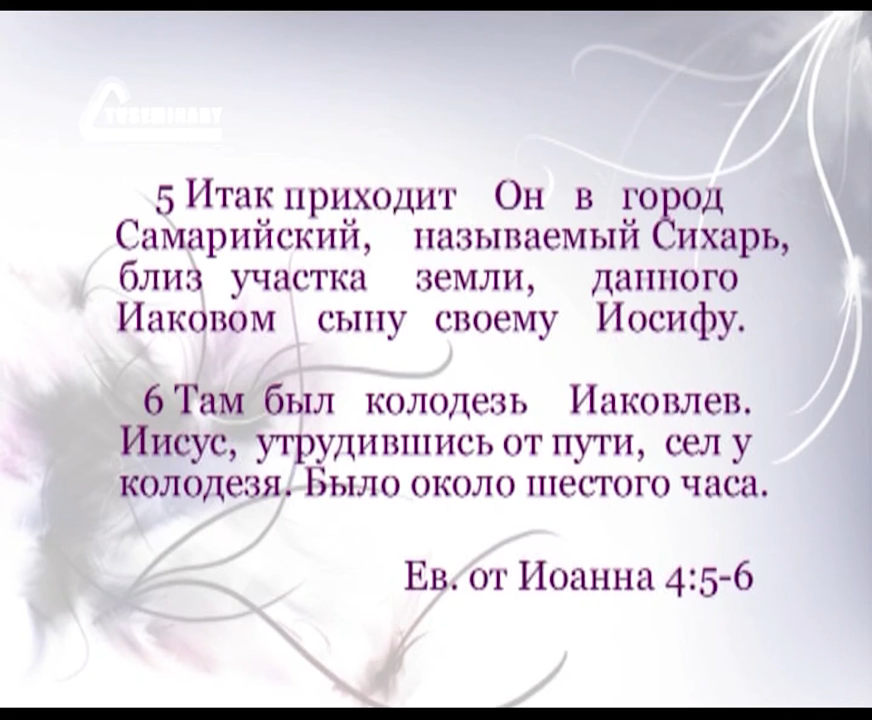 TVSEMINARY
5 Итак приходит Он в город
Самарийский, называемый Сихарь,
близ участка земли, данного
Иаковом сыну своему Иосифу.
6 Там был колодезь Иаковлев.
Иисус, утрудившись от пути, сел у
колодезя. Было около шестого часа.
Ев. от Иоанна 4:5-6